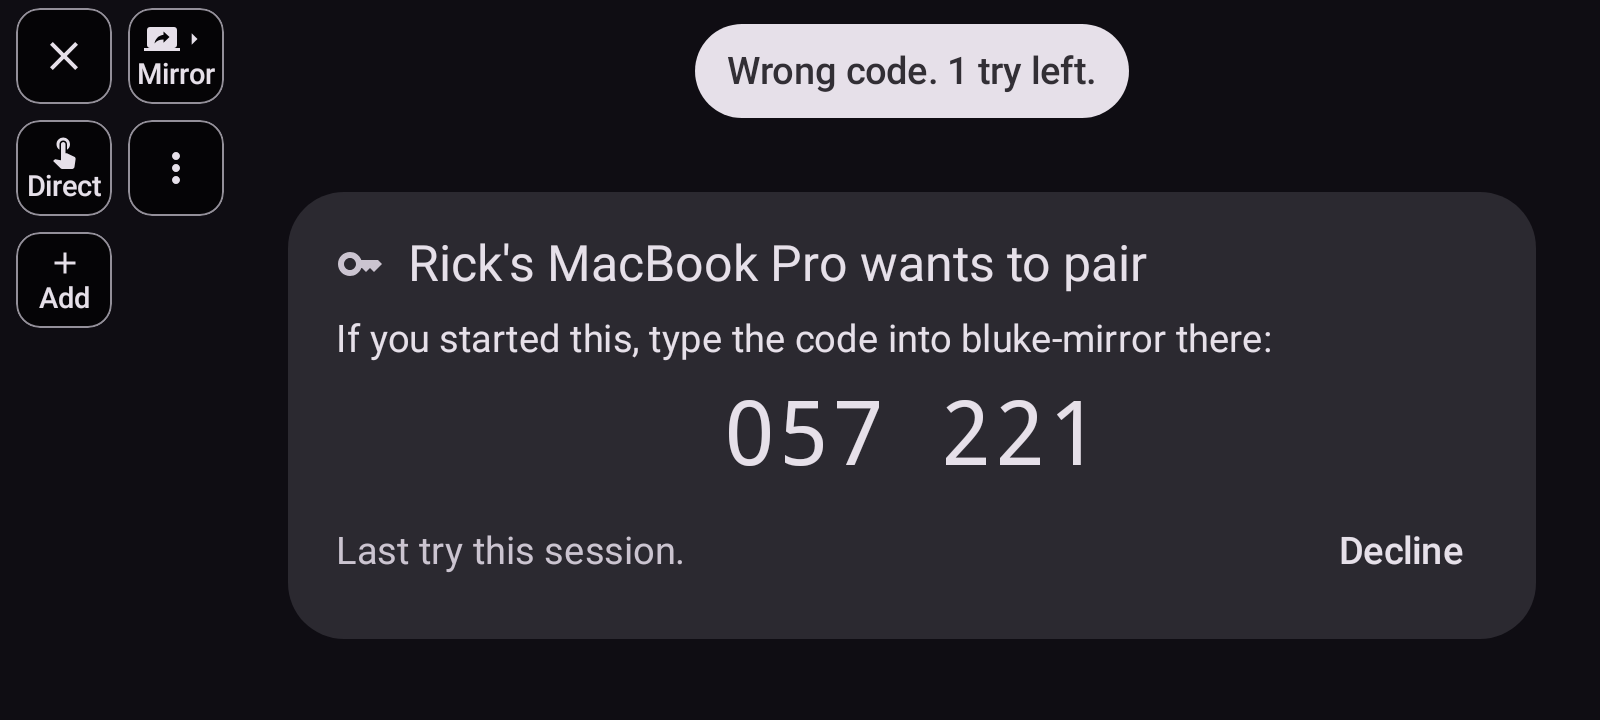 Mirror
Direct
Add
Wrong code. 1 try left.
Rick's MacBook Pro wants to pair
If you started this, type the code into bluke-mirror there:
057 221
Last try this session.
Decline